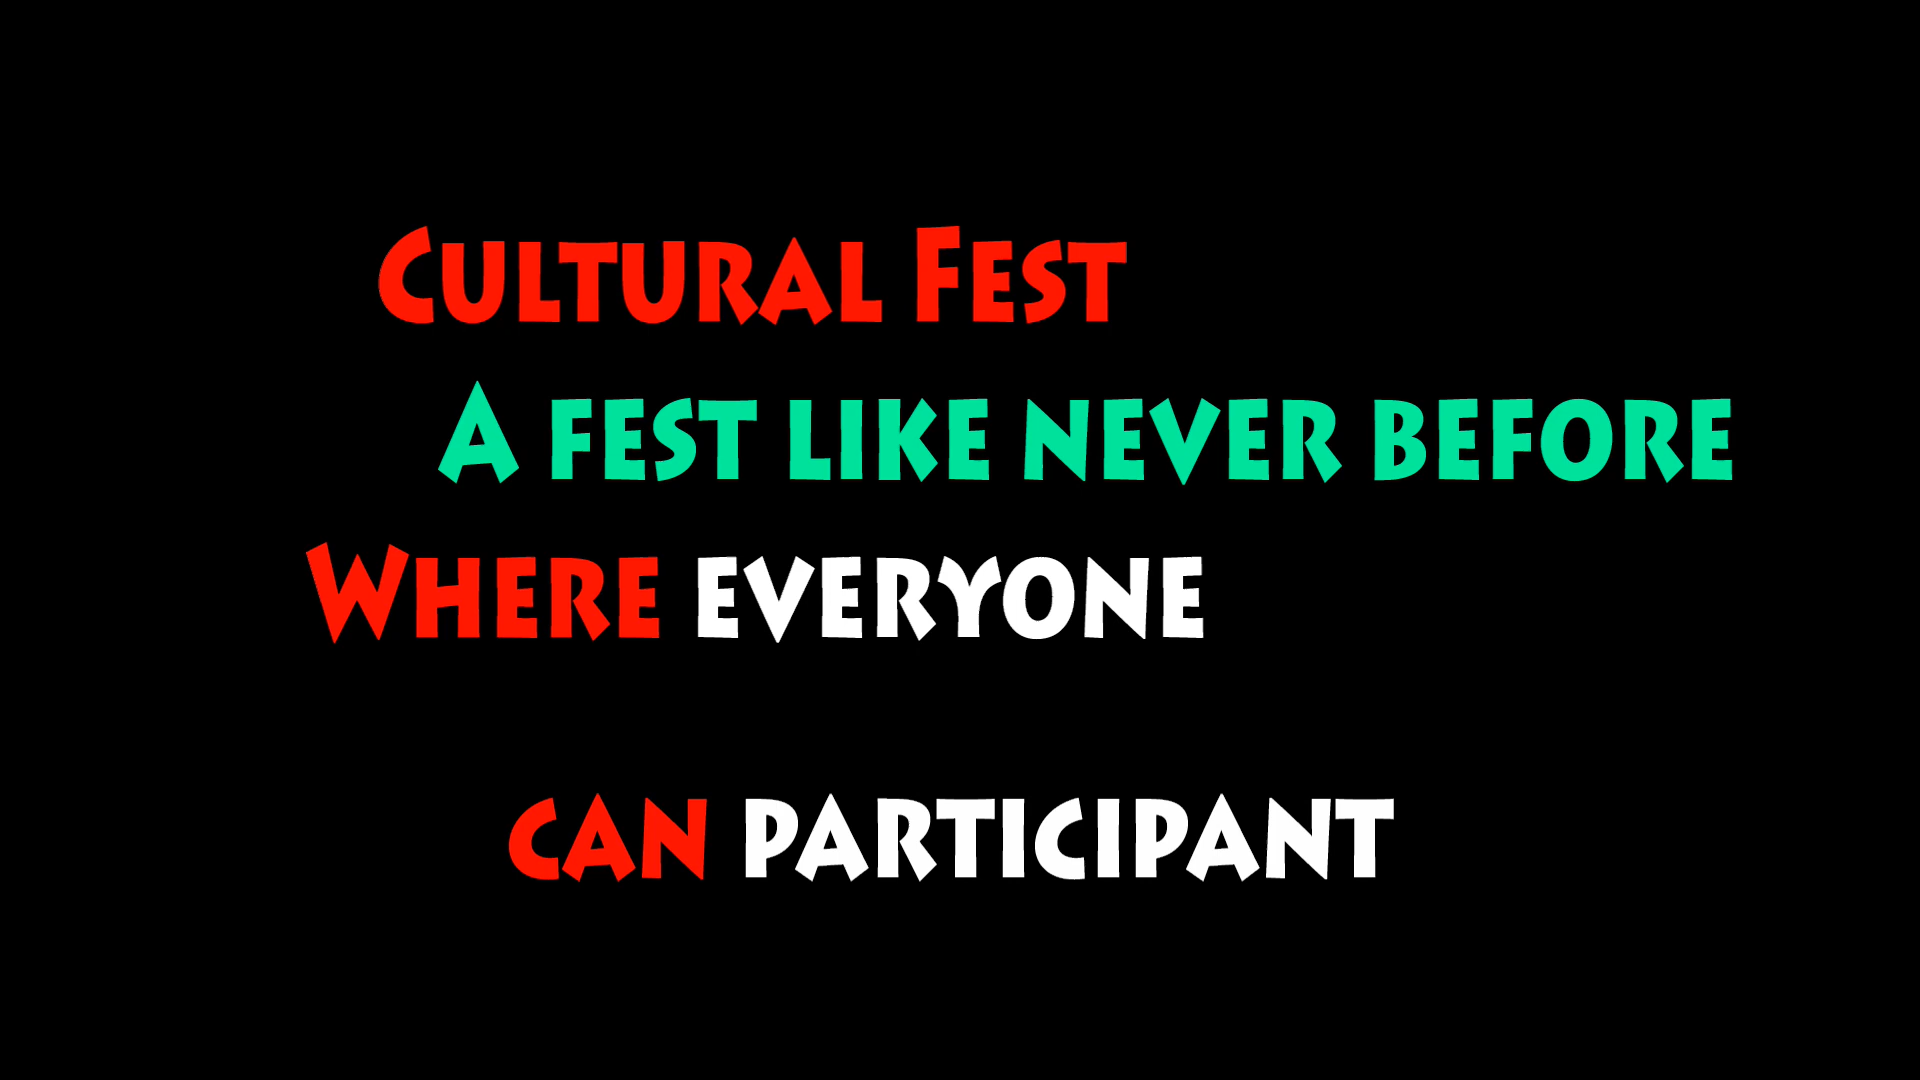 Cultural Fest
A fest like never before
Where everyone
can participant